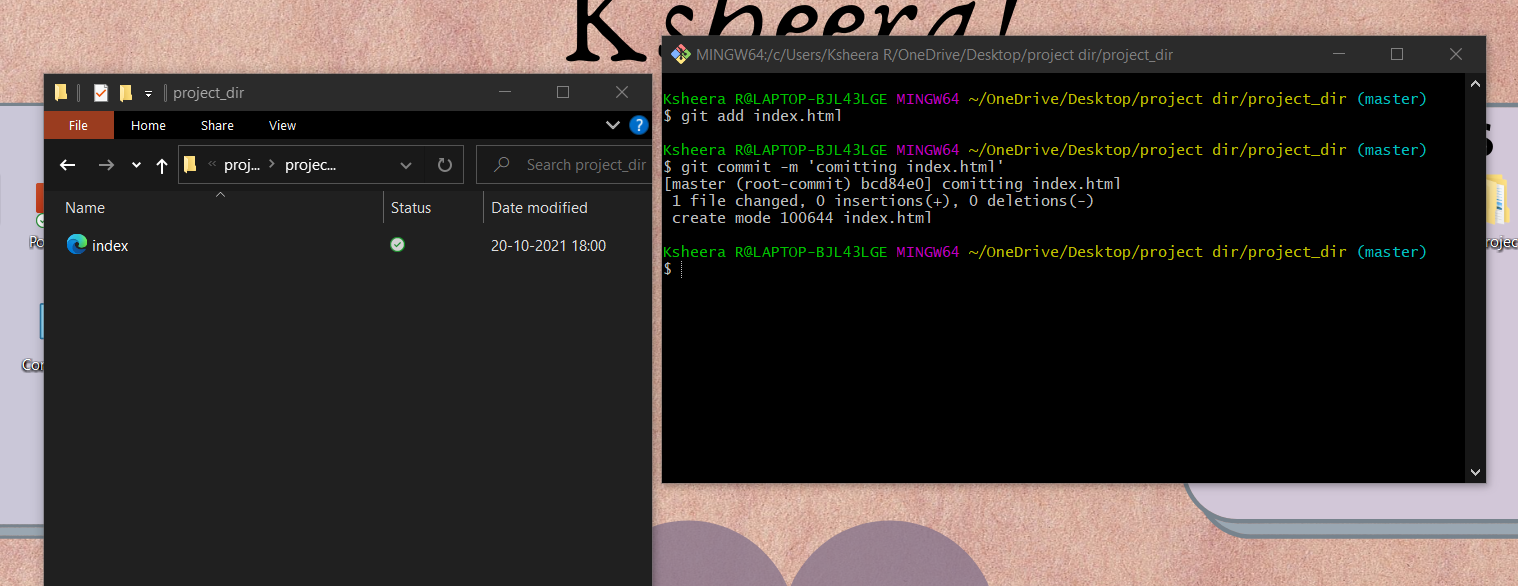 Ksheera!
project_dir
File Home Share View
proj... projec... Search project_dir
Name Status Date modified
index 20-10-2021 18:00
MINGW64:/c/Users/Ksheera R/OneDrive/Desktop/project dir/project_dir
Ksheera R@LAPTOP-BJL43LGE MINGW64 ~/OneDrive/Desktop/project dir/project_dir (master)
$ git add index.html
Ksheera R@LAPTOP-BJL43LGE MINGW64 ~/OneDrive/Desktop/project dir/project_dir (master)
$ git commit -m 'comitting index.html'
[master (root-commit) bcd84e0] comitting index.html
1 file changed, 0 insertions(+), 0 deletions(-)
create mode 100644 index.html
Ksheera R@LAPTOP-BJL43LGE MINGW64 ~/OneDrive/Desktop/project dir/project_dir (master)
$